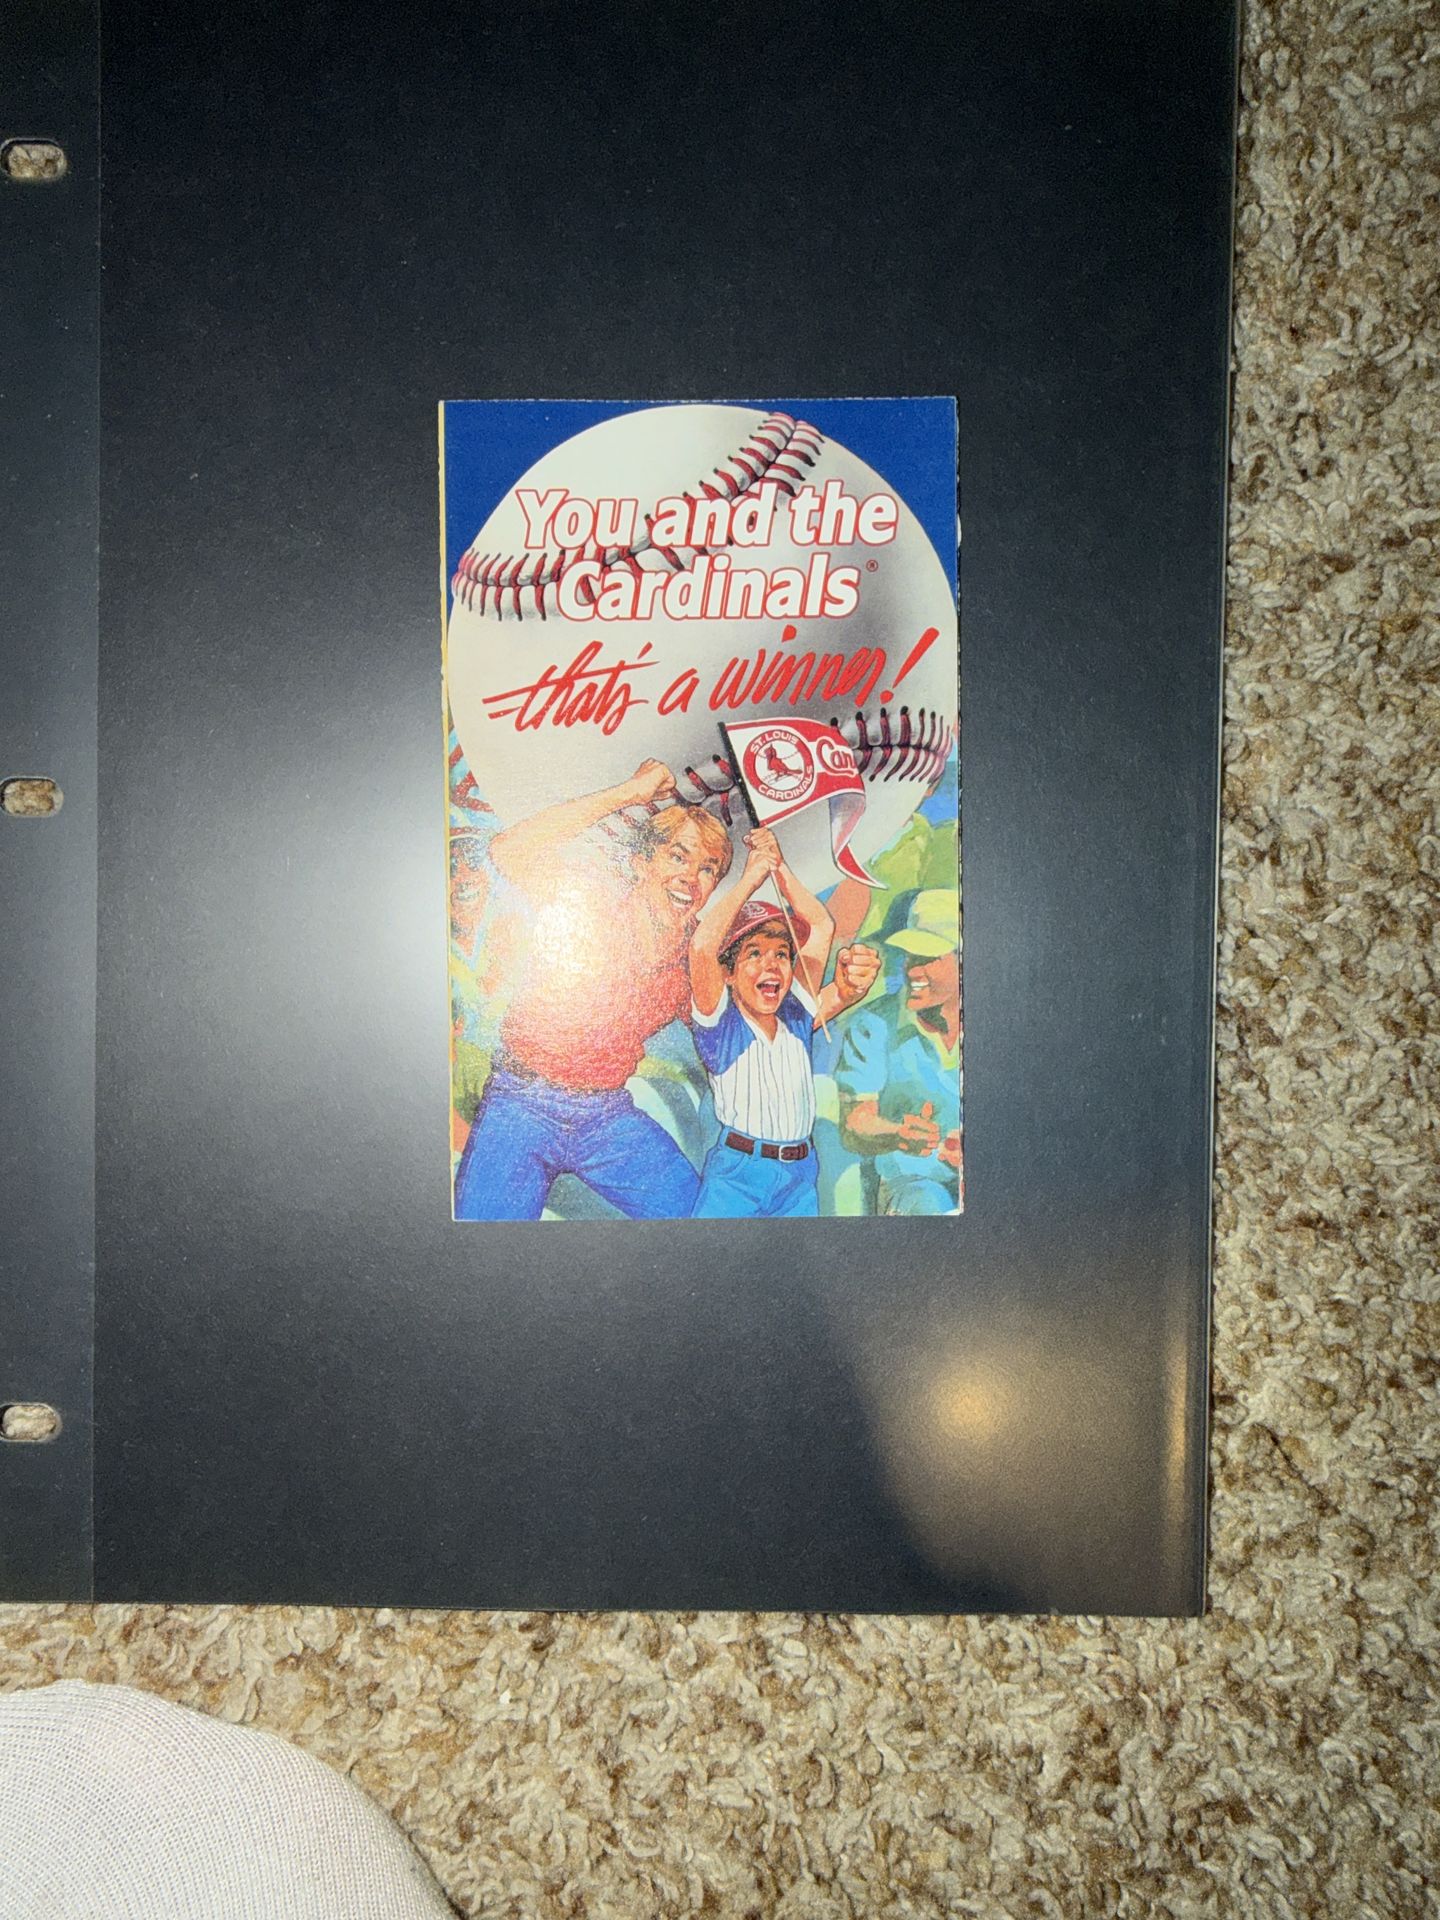 You and the
Cardinals®
that's a winner!
ST. LOUIS
CARDINALS
Car